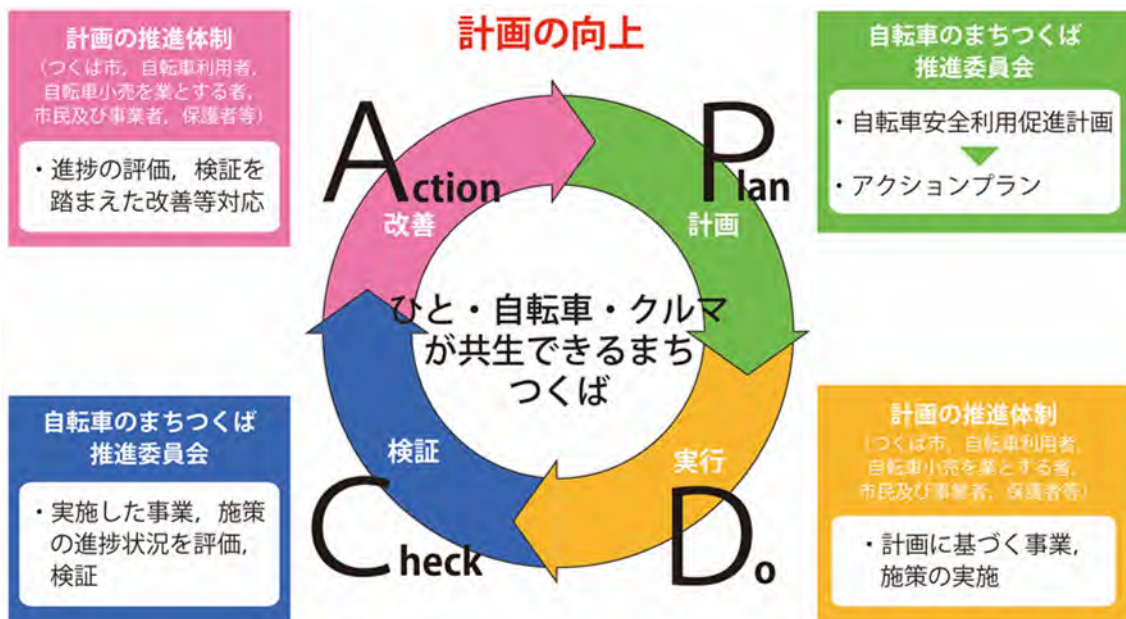 計画の向上
計画の推進体制
（つくば市，自転車利用者，
自転車小売を業とする者，
市民及び事業者，保護者等）
・進捗の評価，検証を
踏まえた改善等対応
Action
改善
Plan
計画
自転車のまちつくば
推進委員会
・自転車安全利用促進計画
・アクションプラン
ひと・自転車・クルマ
が共生できるまち
つくば
自転車のまちつくば
推進委員会
・実施した事業，施策
の進捗状況を評価，
検証
検証
Check
実行
Do
計画の推進体制
（つくば市，自転車利用者，
自転車小売を業とする者，
市民及び事業者，保護者等）
・計画に基づく事業，
施策の実施